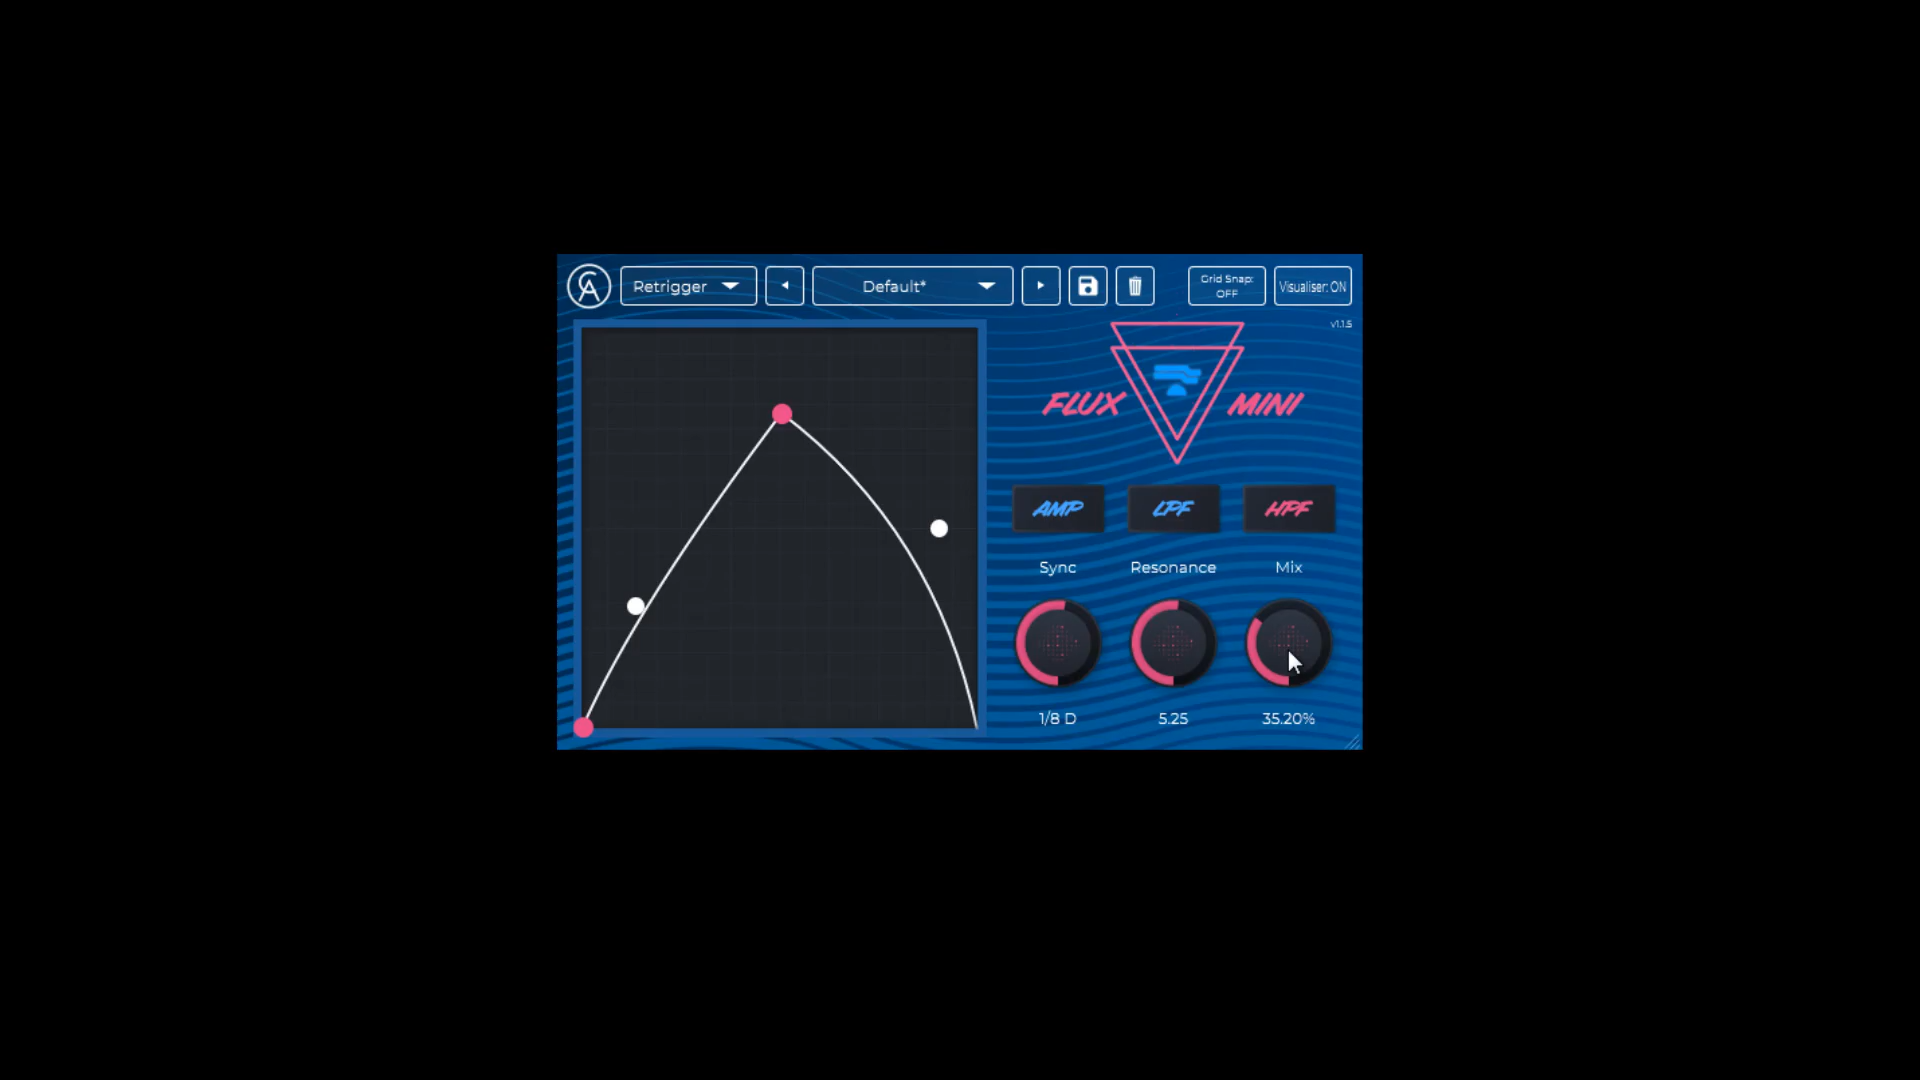 Retrigger
Default*
Grid Snap:
OFF
Visualiser: ON
v1.1.5
FLUX MINI
AMP LPF HPF
Sync Resonance Mix
1/8 D 5.25 35.20%